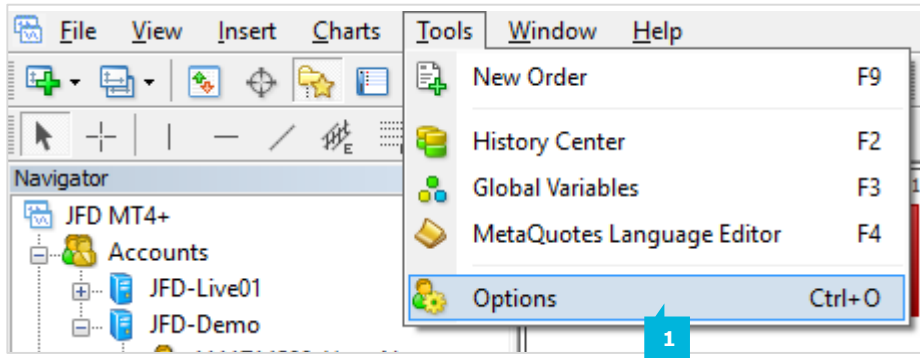 File View Insert Charts Tools Window Help
New Order F9
History Center F2
Global Variables F3
MetaQuotes Language Editor F4
Options Ctrl+O
1
E
Navigator
JFD MT4+
Accounts
JFD-Live01
JFD-Demo